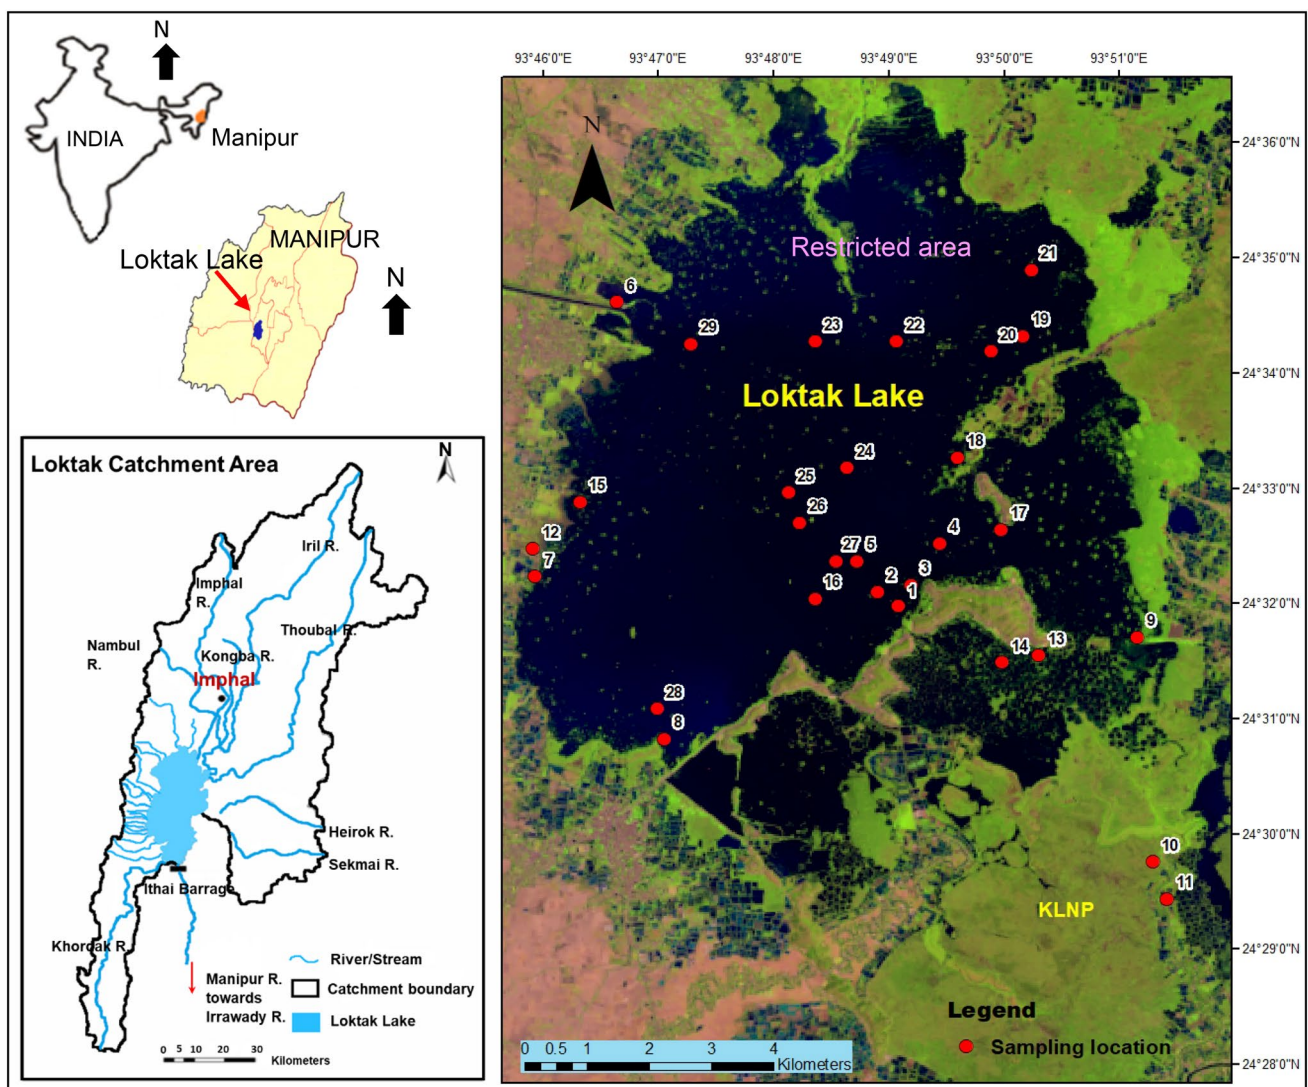 N
INDIA
Manipur
MANIPUR
Loktak Lake
N
Loktak Catchment Area
N
Iril R.
Imphal
R.
Thoubal R.
Nambul
R.
Kongba R.
Imphal
Heirok R.
Sekmai R.
Ithai Barrage
Khordak R.
River/Stream
Manipur R.
towards
Irrawady R.
Catchment boundary
Loktak Lake
0 5 10 20 30
Kilometers
93°46'0"E 93°47'0"E 93°48'0"E 93°49'0"E 93°50'0"E 93°51'0"E
N
24°36'0"N
Restricted area
21
24°35'0"N
6
29
23
22
20
19
24°34'0"N
Loktak Lake
18
24
25
15
24°33'0"N
26
17
4
12
7
27
5
3
2
16
1
24°32'0"N
9
14
13
28
8
24°31'0"N
24°30'0"N
10
11
KLNP
24°29'0"N
Legend
Sampling location
0 0.5 1 2 3 4
Kilometers
24°28'0"N